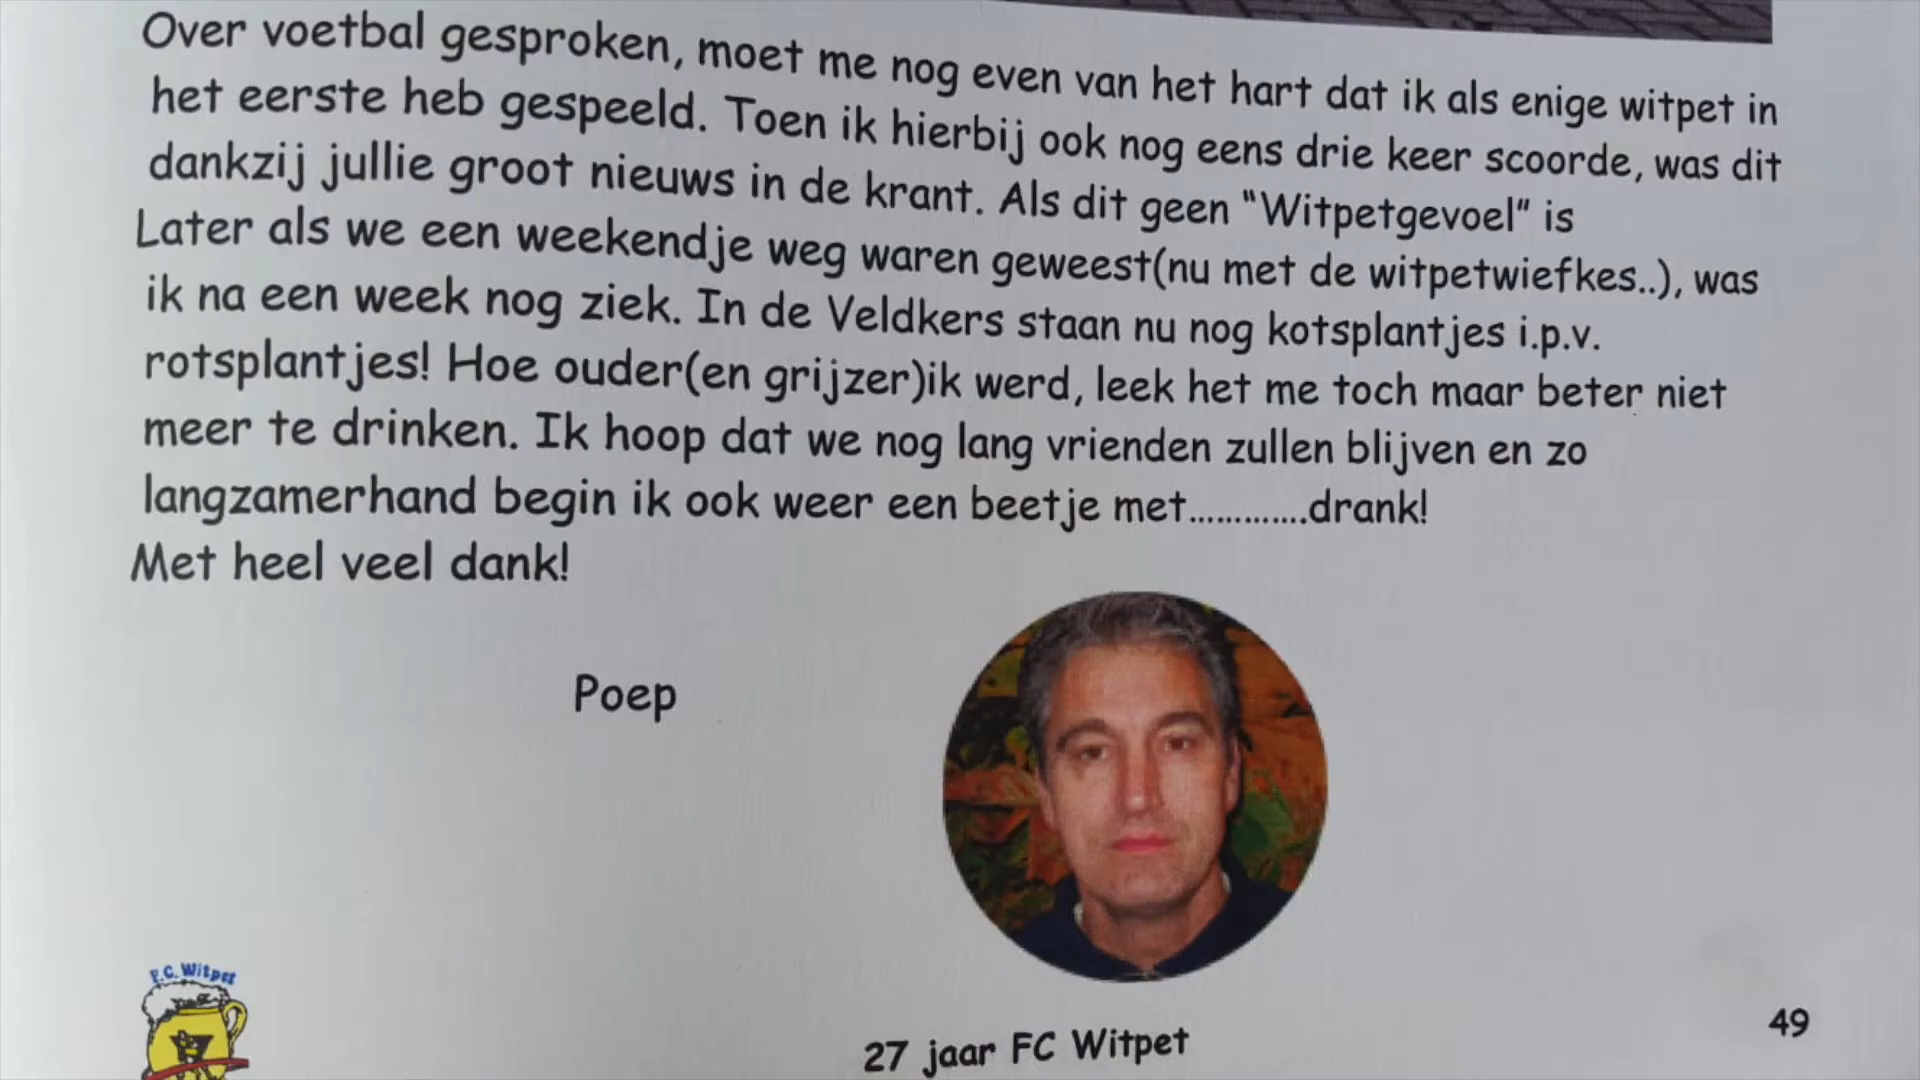 Over voetbal gesproken, moet me nog even van het hart dat ik als enige witpet in
het eerste heb gespeeld. Toen ik hierbij ook nog eens drie keer scoorde, was dit
dankzij jullie groot nieuws in de krant. Als dit geen "Witpetgevoel" is
Later als we een weekendje weg waren geweest(nu met de witpetwiefkes..), was
ik na een week nog ziek. In de Veldkers staan nu nog kotsplantjes i.p.v.
rotsplantjes! Hoe ouder(en grijzer)ik werd, leek het me toch maar beter niet
meer te drinken. Ik hoop dat we nog lang vrienden zullen blijven en zo
langzamerhand begin ik ook weer een beetje met.............drank!
Met heel veel dank!
Poep
F.C. Witpet
27 jaar FC Witpet
49